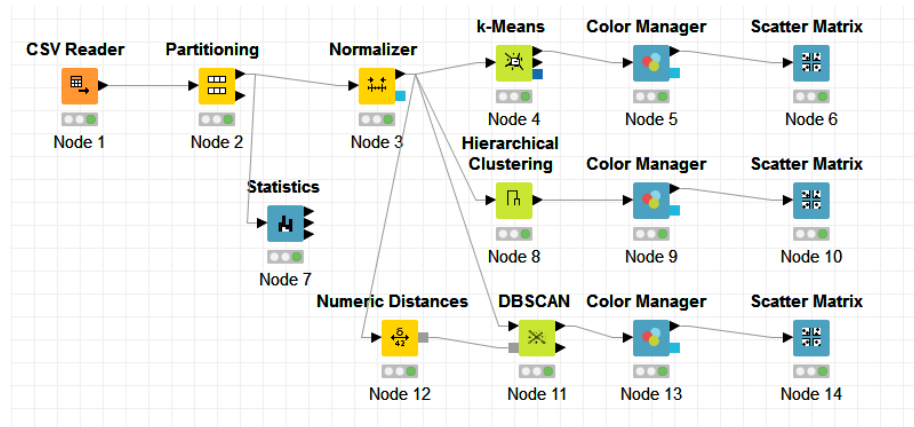 k-Means
Color Manager
Scatter Matrix
CSV Reader
Partitioning
Normalizer
Node 4
Node 5
Node 6
Node 1
Node 2
Node 3
Hierarchical
Clustering
Color Manager
Scatter Matrix
Statistics
Node 8
Node 9
Node 10
Node 7
Numeric Distances
DBSCAN
Color Manager
Scatter Matrix
δ
42
Node 12
Node 11
Node 13
Node 14